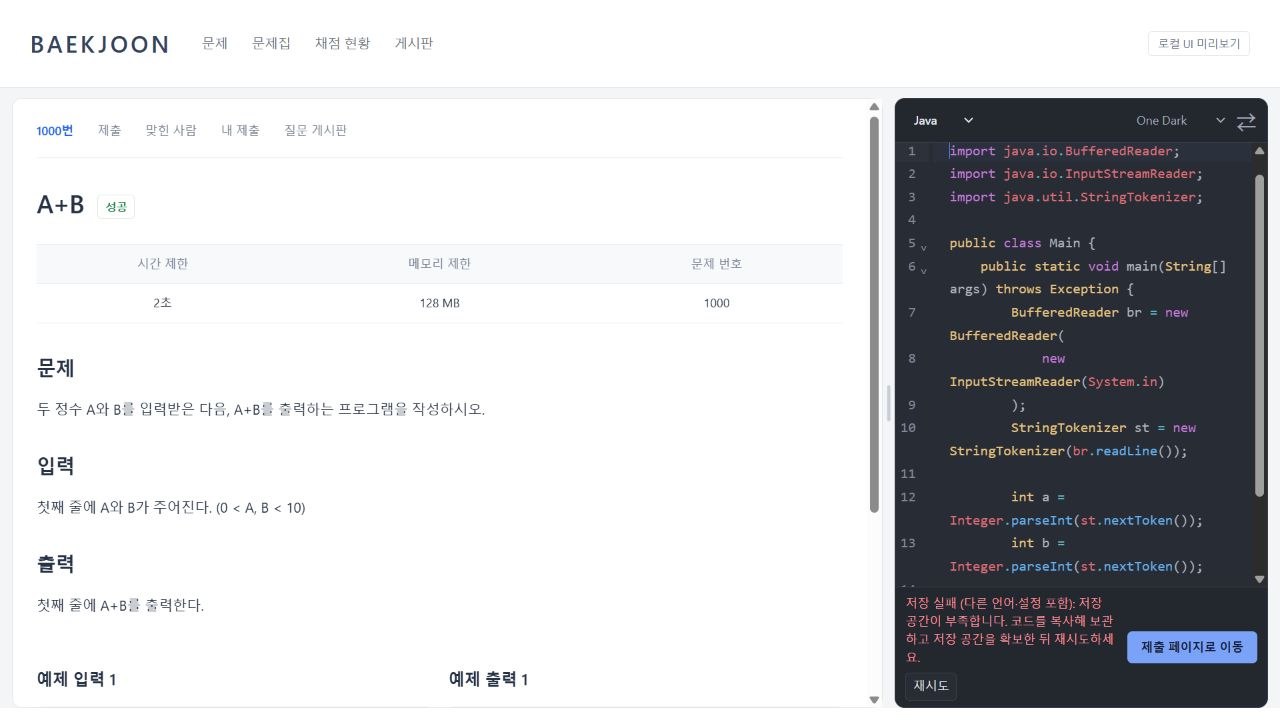 BAEKJOON 문제 문제집 채점 현황 게시판 로컬 UI 미리보기
1000번 제출 맞힌 사람 내 제출 질문 게시판
A+B 성공
시간 제한 메모리 제한 문제 번호
2초 128 MB 1000
문제
두 정수 A와 B를 입력받은 다음, A+B를 출력하는 프로그램을 작성하시오.
입력
첫째 줄에 A와 B가 주어진다. (0 < A, B < 10)
출력
첫째 줄에 A+B를 출력한다.
예제 입력 1 예제 출력 1
Java One Dark
1 import java.io.BufferedReader;
2 import java.io.InputStreamReader;
3 import java.util.StringTokenizer;
4
5 public class Main {
6 public static void main(String[]
args) throws Exception {
7 BufferedReader br = new
BufferedReader(
8 new
InputStreamReader(System.in)
9 );
10 StringTokenizer st = new
StringTokenizer(br.readLine());
11
12 int a =
Integer.parseInt(st.nextToken());
13 int b =
Integer.parseInt(st.nextToken());
저장 실패 (다른 언어·설정 포함): 저장
공간이 부족합니다. 코드를 복사해 보관
하고 저장 공간을 확보한 뒤 재시도하세
요.
제출 페이지로 이동
재시도